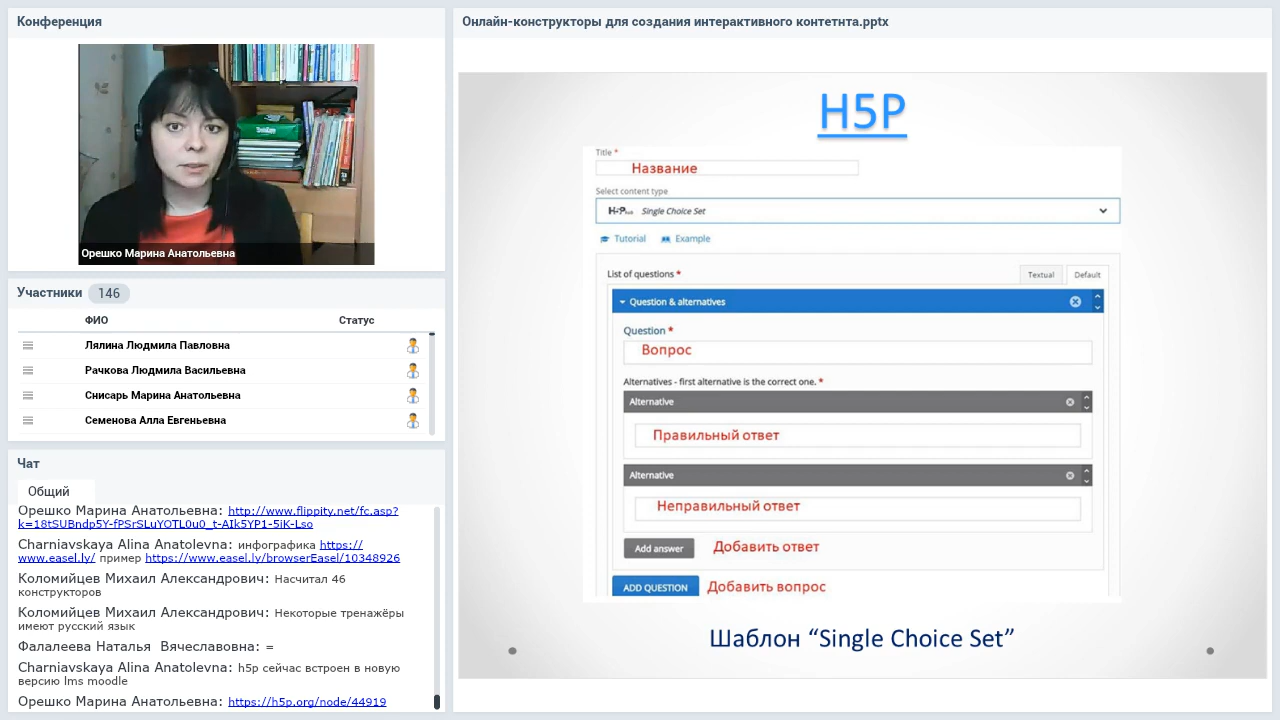 Конференция
Орешко Марина Анатольевна
Участники 146
ФИО Статус
Лялина Людмила Павловна
Рачкова Людмила Васильевна
Снисарь Марина Анатольевна
Семенова Алла Евгеньевна
Чат
Общий
Орешко Марина Анатольевна: http://www.flippity.net/fc.asp?
k=18tSUBndp5Y-fPSrSLuYOTL0u0_t-AIk5YP1-5iK-Lso
Charniavskaya Alina Anatolevna: инфографика https://
www.easel.ly/ пример https://www.easel.ly/browserEasel/10348926
Коломийцев Михаил Александрович: Насчитал 46
конструкторов
Коломийцев Михаил Александрович: Некоторые тренажёры
имеют русский язык
Фалалеева Наталья Вячеславовна: =
Charniavskaya Alina Anatolevna: h5p сейчас встроен в новую
версию lms moodle
Орешко Марина Анатольевна: https://h5p.org/node/44919
Онлайн-конструкторы для создания интерактивного контетнта.pptx
H5P
Title *
Название
Select content type
H5P Single Choice Set
Tutorial Example
List of questions *
Textual Default
Question & alternatives
Question *
Вопрос
Alternatives - first alternative is the correct one. *
Alternative
Правильный ответ
Alternative
Неправильный ответ
Add answer Добавить ответ
ADD QUESTION Добавить вопрос
Шаблон “Single Choice Set”